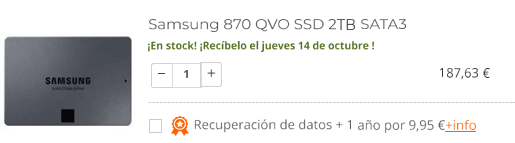 Samsung 870 QVO SSD 2TB SATA3
¡En stock! ¡Recíbelo el jueves 14 de octubre !
SAMSUNG
− 1 +
187,63 €
Recuperación de datos + 1 año por 9,95 €+info